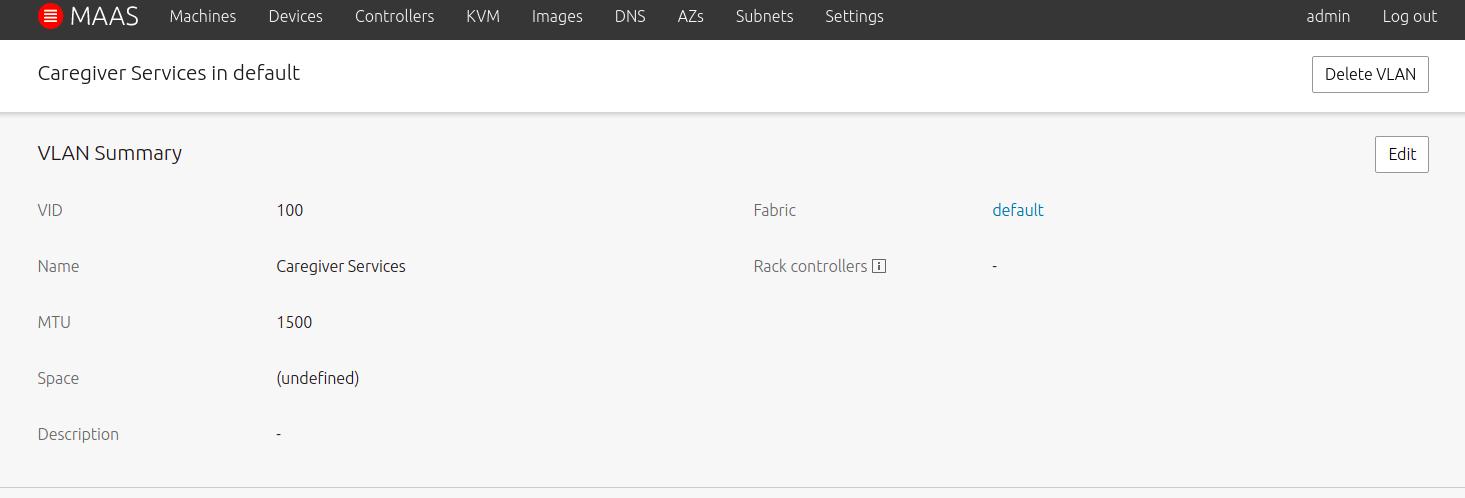 MAAS Machines Devices Controllers KVM Images DNS AZs Subnets Settings admin Log out
Caregiver Services in default Delete VLAN
VLAN Summary Edit
VID 100 Fabric default
Name Caregiver Services Rack controllers i -
MTU 1500
Space (undefined)
Description -